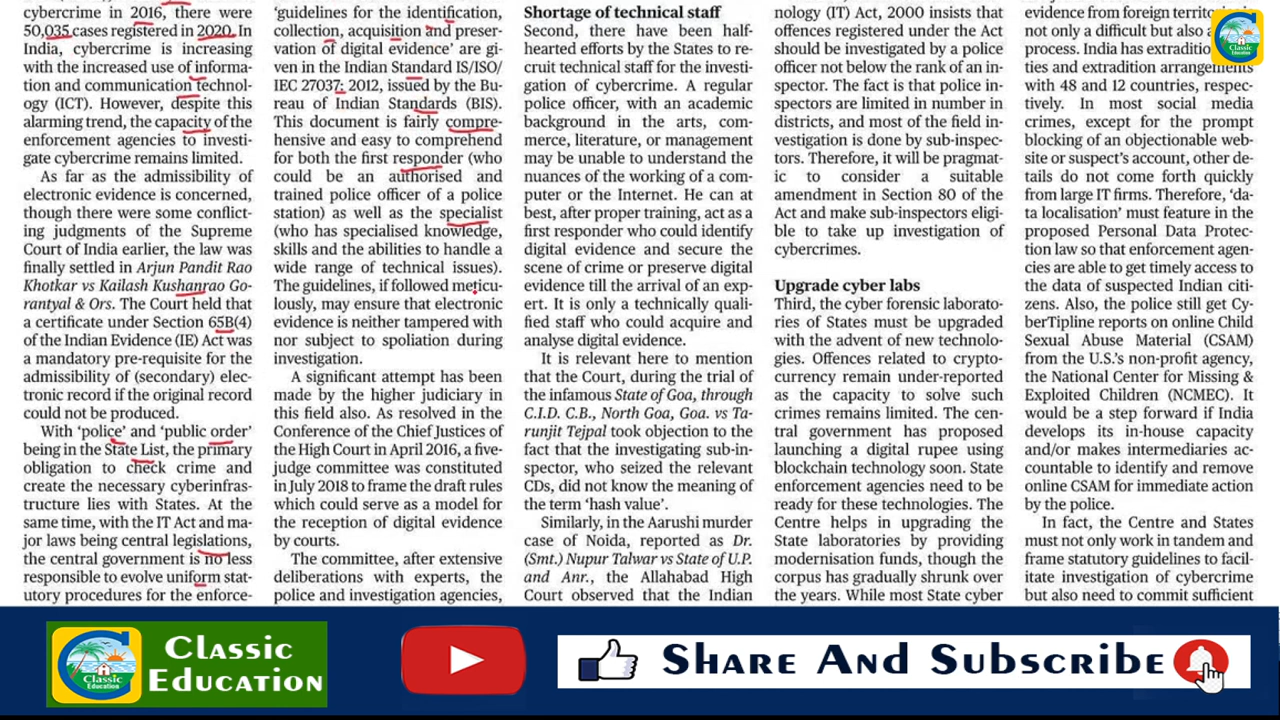 cybercrime in 2016, there were
50,035 cases registered in 2020. In
India, cybercrime is increasing
with the increased use of informa-
tion and communication technol-
ogy (ICT). However, despite this
alarming trend, the capacity of the
enforcement agencies to investi-
gate cybercrime remains limited.
As far as the admissibility of
electronic evidence is concerned,
though there were some conflict-
ing judgments of the Supreme
Court of India earlier, the law was
finally settled in Arjun Pandit Rao
Khotkar vs Kailash Kushanrao Go-
rantyal & Ors. The Court held that
a certificate under Section 65B(4)
of the Indian Evidence (IE) Act was
a mandatory pre-requisite for the
admissibility of (secondary) elec-
tronic record if the original record
could not be produced.
With ‘police’ and ‘public order’
being in the State List, the primary
obligation to check crime and
create the necessary cyberinfras-
tructure lies with States. At the
same time, with the IT Act and ma-
jor laws being central legislations,
the central government is no less
responsible to evolve uniform stat-
utory procedures for the enforce-
‘guidelines for the identification,
collection, acquisition and preser-
vation of digital evidence’ are gi-
ven in the Indian Standard IS/ISO/
IEC 27037: 2012, issued by the Bu-
reau of Indian Standards (BIS).
This document is fairly compre-
hensive and easy to comprehend
for both the first responder (who
could be an authorised and
trained police officer of a police
station) as well as the specialist
(who has specialised knowledge,
skills and the abilities to handle a
wide range of technical issues).
The guidelines, if followed meticu-
lously, may ensure that electronic
evidence is neither tampered with
nor subject to spoliation during
investigation.
A significant attempt has been
made by the higher judiciary in
this field also. As resolved in the
Conference of the Chief Justices of
the High Court in April 2016, a five-
judge committee was constituted
in July 2018 to frame the draft rules
which could serve as a model for
the reception of digital evidence
by courts.
The committee, after extensive
deliberations with experts, the
police and investigation agencies,
Shortage of technical staff
Second, there have been half-
hearted efforts by the States to re-
cruit technical staff for the investi-
gation of cybercrime. A regular
police officer, with an academic
background in the arts, com-
merce, literature, or management
may be unable to understand the
nuances of the working of a com-
puter or the Internet. He can at
best, after proper training, act as a
first responder who could identify
digital evidence and secure the
scene of crime or preserve digital
evidence till the arrival of an exp-
ert. It is only a technically quali-
fied staff who could acquire and
analyse digital evidence.
It is relevant here to mention
that the Court, during the trial of
the infamous State of Goa, through
C.I.D. C.B., North Goa, Goa. vs Ta-
runjit Tejpal took objection to the
fact that the investigating sub-in-
spector, who seized the relevant
CDs, did not know the meaning of
the term ‘hash value’.
Similarly, in the Aarushi murder
case of Noida, reported as Dr.
(Smt.) Nupur Talwar vs State of U.P.
and Anr., the Allahabad High
Court observed that the Indian
nology (IT) Act, 2000 insists that
offences registered under the Act
should be investigated by a police
officer not below the rank of an in-
spector. The fact is that police in-
spectors are limited in number in
districts, and most of the field in-
vestigation is done by sub-inspec-
tors. Therefore, it will be pragmat-
ic to consider a suitable
amendment in Section 80 of the
Act and make sub-inspectors eligi-
ble to take up investigation of
cybercrimes.
Upgrade cyber labs
Third, the cyber forensic laborato-
ries of States must be upgraded
with the advent of new technolo-
gies. Offences related to crypto-
currency remain under-reported
as the capacity to solve such
crimes remains limited. The cen-
tral government has proposed
launching a digital rupee using
blockchain technology soon. State
enforcement agencies need to be
ready for these technologies. The
Centre helps in upgrading the
State laboratories by providing
modernisation funds, though the
corpus has gradually shrunk over
the years. While most State cyber
evidence from foreign
not only a difficult but also
process. India has
ties and extradition arrangements
with 48 and 12 countries, respec-
tively. In most social media
crimes, except for the prompt
blocking of an objectionable web-
site or suspect’s account, other de-
tails do not come forth quickly
from large IT firms. Therefore, ‘da-
ta localisation’ must feature in the
proposed Personal Data Protec-
tion law so that enforcement agen-
cies are able to get timely access to
the data of suspected Indian citi-
zens. Also, the police still get Cy-
berTipline reports on online Child
Sexual Abuse Material (CSAM)
from the U.S.’s non-profit agency,
the National Center for Missing &
Exploited Children (NCMEC). It
would be a step forward if India
develops its in-house capacity
and/or makes intermediaries ac-
countable to identify and remove
online CSAM for immediate action
by the police.
In fact, the Centre and States
must not only work in tandem and
frame statutory guidelines to facil-
itate investigation of cybercrime
but also need to commit sufficient
Classic
Education
Classic
Education
Classic
Education
Share And Subscribe